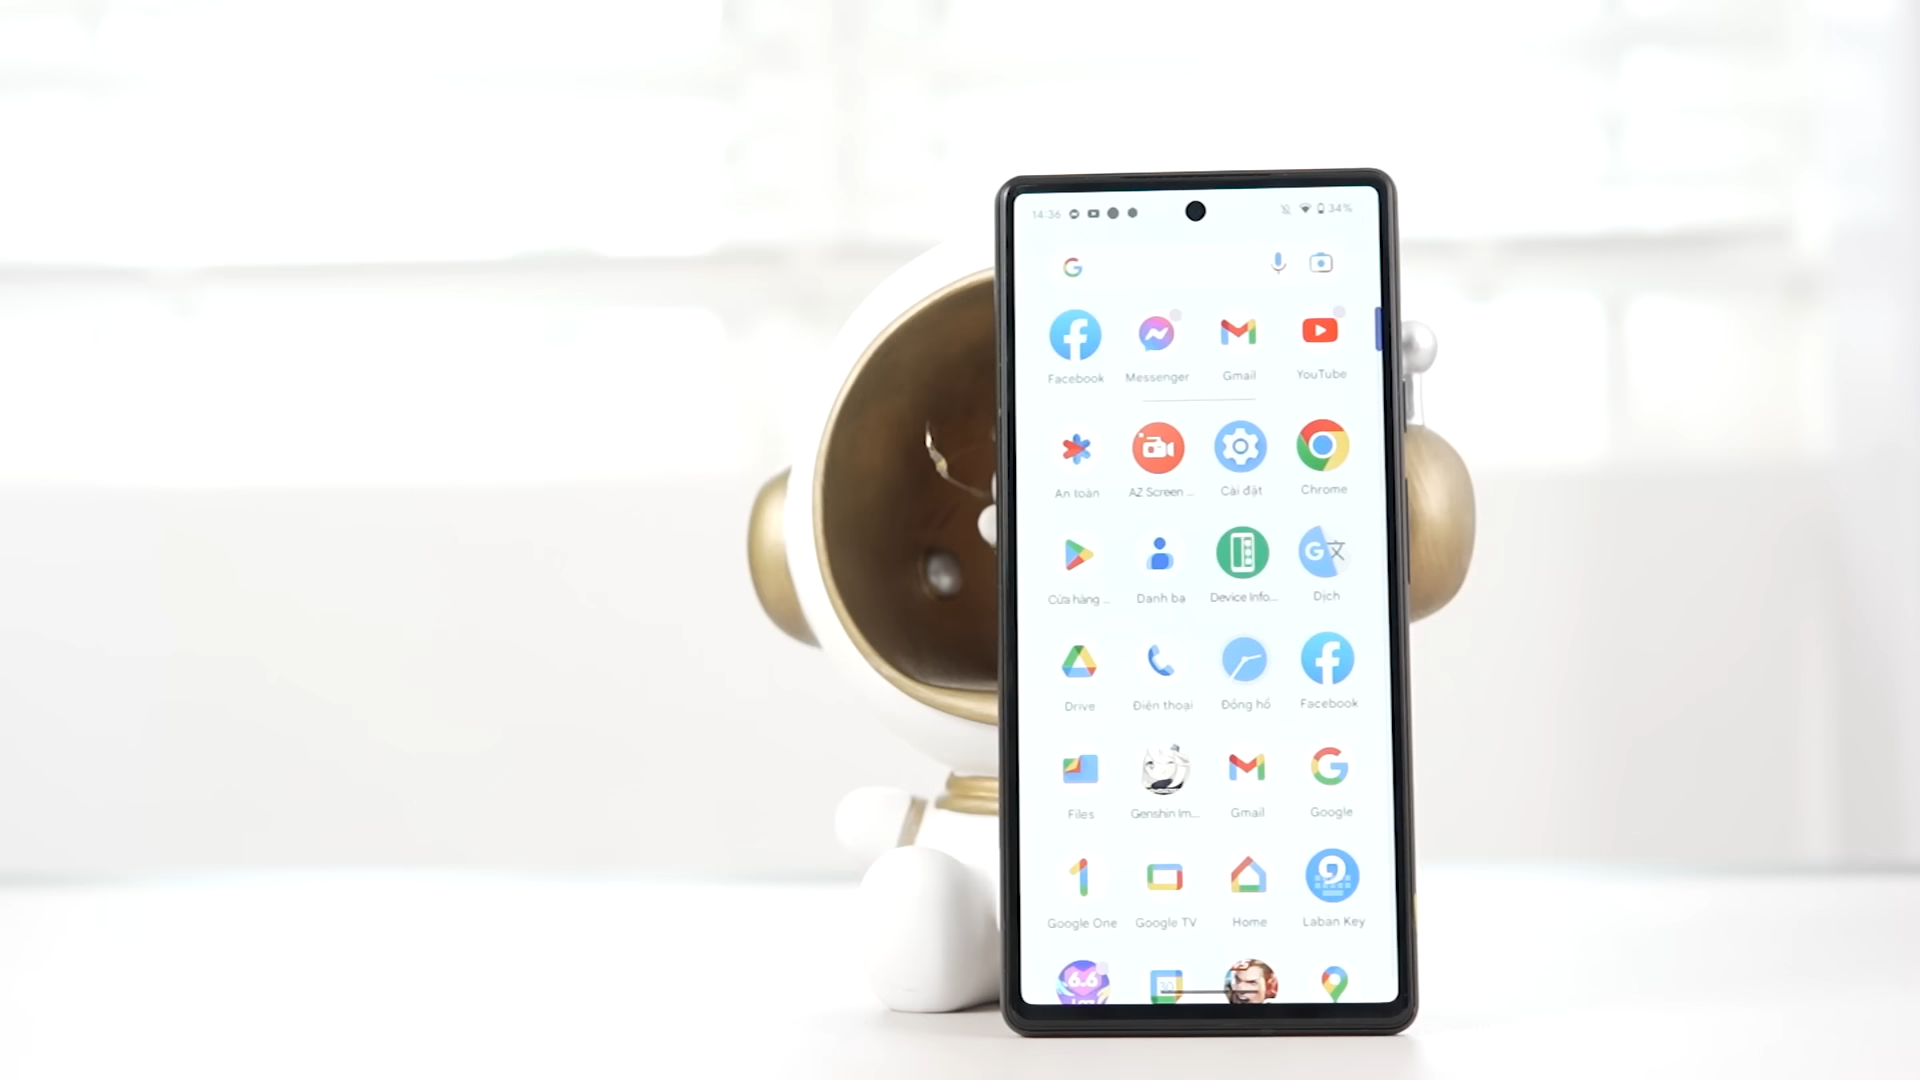 14:36 34%
Facebook Messenger Gmail YouTube
An toàn AZ Screen ... Cài đặt Chrome
Cửa hàng ... Danh bạ Device Info... Dịch
Drive Điện thoại Đồng hồ Facebook
Files Genshin Im... Gmail Google
Google One Google TV Home Laban Key
6.6